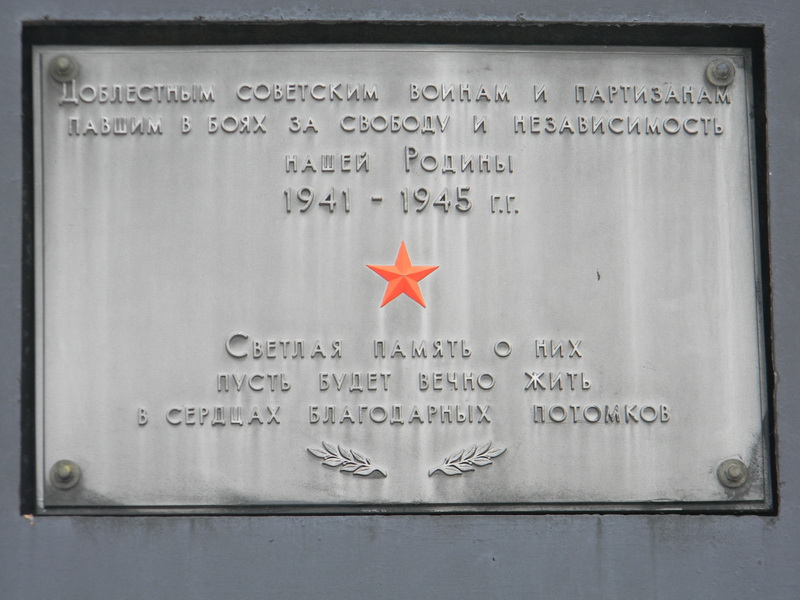 Доблестным советским воинам и партизанам
павшим в боях за свободу и независимость
нашей Родины
1941 - 1945 г.г.
Светлая память о них
пусть будет вечно жить
в сердцах благодарных потомков